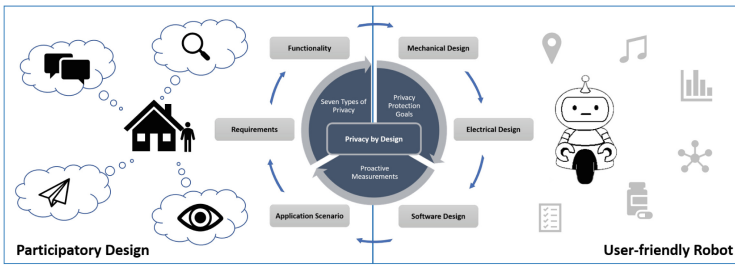 Functionality
Mechanical Design
Seven Types of
Privacy
Privacy
Protection
Goals
Requirements
Privacy by Design
Electrical Design
Proactive
Measurements
Application Scenario
Software Design
Participatory Design
User-friendly Robot